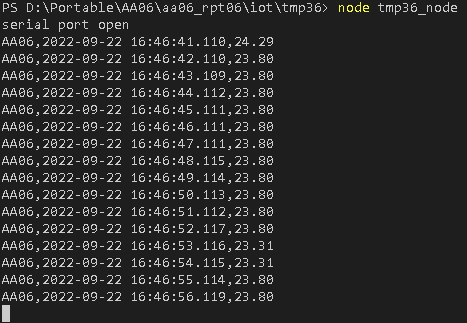 PS D:\Portable\AA06\aa06_rpt06\iot\tmp36> node tmp36_node
serial port open
AA06,2022-09-22 16:46:41.110,24.29
AA06,2022-09-22 16:46:42.110,23.80
AA06,2022-09-22 16:46:43.109,23.80
AA06,2022-09-22 16:46:44.112,23.80
AA06,2022-09-22 16:46:45.111,23.80
AA06,2022-09-22 16:46:46.111,23.80
AA06,2022-09-22 16:46:47.111,23.80
AA06,2022-09-22 16:46:48.115,23.80
AA06,2022-09-22 16:46:49.114,23.80
AA06,2022-09-22 16:46:50.113,23.80
AA06,2022-09-22 16:46:51.112,23.80
AA06,2022-09-22 16:46:52.117,23.80
AA06,2022-09-22 16:46:53.116,23.31
AA06,2022-09-22 16:46:54.115,23.31
AA06,2022-09-22 16:46:55.114,23.80
AA06,2022-09-22 16:46:56.119,23.80